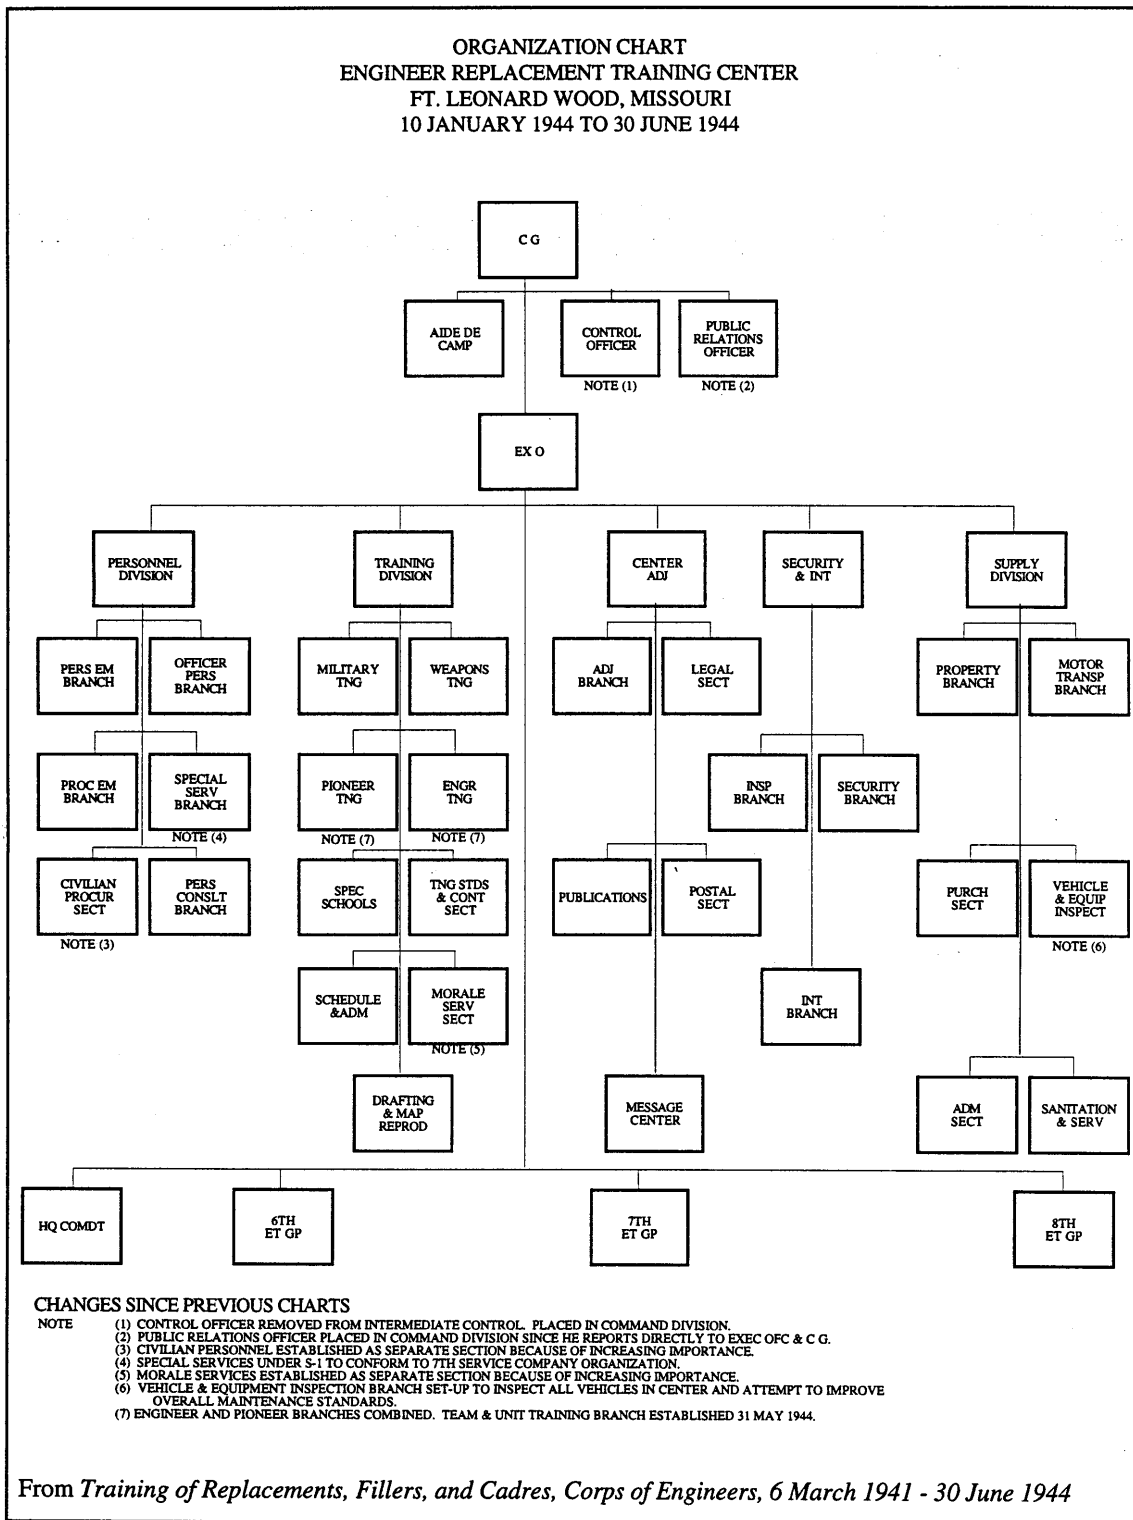 ORGANIZATION CHART
ENGINEER REPLACEMENT TRAINING CENTER
FT. LEONARD WOOD, MISSOURI
10 JANUARY 1944 TO 30 JUNE 1944
C G
AIDE DE
CAMP
CONTROL
OFFICER
NOTE (1)
PUBLIC
RELATIONS
OFFICER
NOTE (2)
EX O
PERSONNEL
DIVISION
TRAINING
DIVISION
CENTER
ADJ
SECURITY
& INT
SUPPLY
DIVISION
PERS EM
BRANCH
OFFICER
PERS
BRANCH
MILITARY
TNG
WEAPONS
TNG
ADJ
BRANCH
LEGAL
SECT
PROPERTY
BRANCH
MOTOR
TRANSP
BRANCH
PROC EM
BRANCH
SPECIAL
SERV
BRANCH
NOTE (4)
PIONEER
TNG
NOTE (7)
ENGR
TNG
NOTE (7)
INSP
BRANCH
SECURITY
BRANCH
CIVILIAN
PROCUR
SECT
NOTE (3)
PERS
CONSLT
BRANCH
SPEC
SCHOOLS
TNG STDS
& CONT
SECT
PUBLICATIONS
POSTAL
SECT
PURCH
SECT
VEHICLE
& EQUIP
INSPECT
NOTE (6)
SCHEDULE
&ADM
MORALE
SERV
SECT
NOTE (5)
INT
BRANCH
DRAFTING
& MAP
REPROD
MESSAGE
CENTER
ADM
SECT
SANITATION
& SERV
HQ COMDT
6TH
ET GP
7TH
ET GP
8TH
ET GP
CHANGES SINCE PREVIOUS CHARTS
NOTE (1) CONTROL OFFICER REMOVED FROM INTERMEDIATE CONTROL. PLACED IN COMMAND DIVISION.
(2) PUBLIC RELATIONS OFFICER PLACED IN COMMAND DIVISION SINCE HE REPORTS DIRECTLY TO EXEC OFC & C G.
(3) CIVILIAN PERSONNEL ESTABLISHED AS SEPARATE SECTION BECAUSE OF INCREASING IMPORTANCE.
(4) SPECIAL SERVICES UNDER S-1 TO CONFORM TO 7TH SERVICE COMPANY ORGANIZATION.
(5) MORALE SERVICES ESTABLISHED AS SEPARATE SECTION BECAUSE OF INCREASING IMPORTANCE.
(6) VEHICLE & EQUIPMENT INSPECTION BRANCH SET-UP TO INSPECT ALL VEHICLES IN CENTER AND ATTEMPT TO IMPROVE
OVERALL MAINTENANCE STANDARDS.
(7) ENGINEER AND PIONEER BRANCHES COMBINED. TEAM & UNIT TRAINING BRANCH ESTABLISHED 31 MAY 1944.
From Training of Replacements, Fillers, and Cadres, Corps of Engineers, 6 March 1941 - 30 June 1944